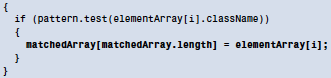 {
  if (pattern.test(elementArray[i].className))
  {
    matchedArray[matchedArray.length] = elementArray[i];
  }
}